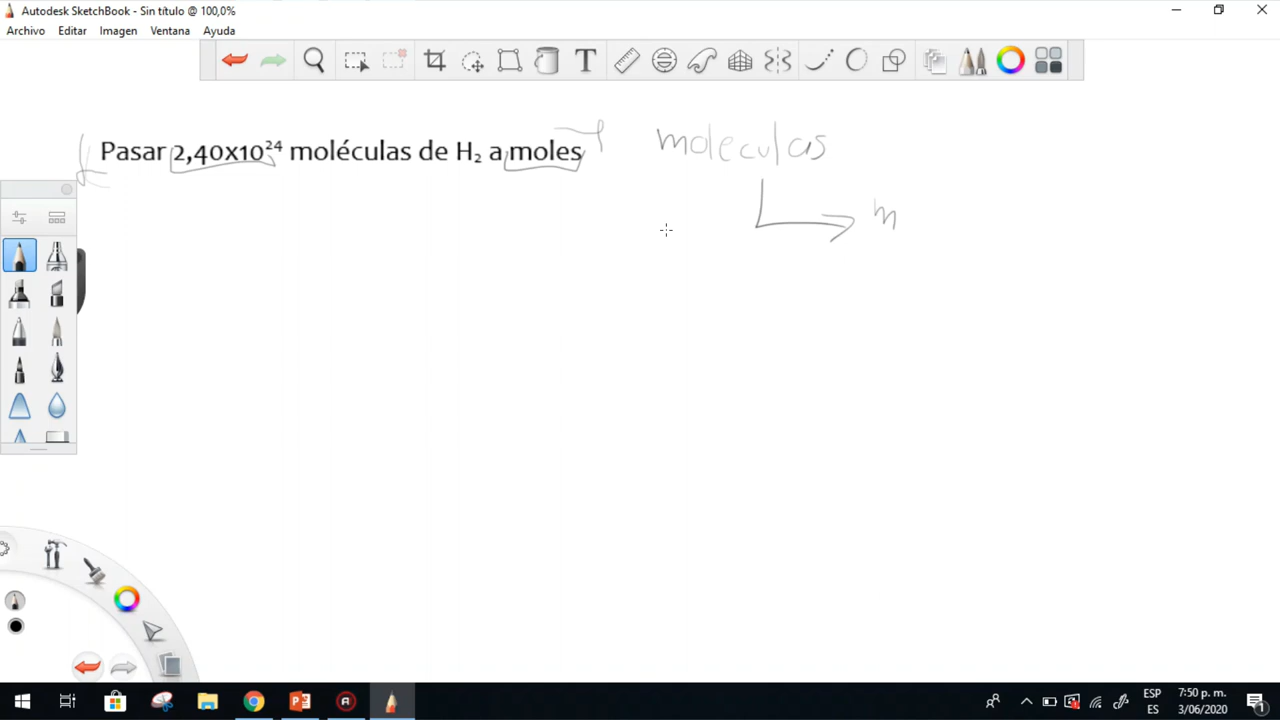 Autodesk SketchBook - Sin título @ 100,0%
Archivo Editar Imagen Ventana Ayuda
T
Pasar 2,40x10²⁴ moléculas de H₂ a moles
moleculas
m
ESP
ES
7:50 p. m.
3/06/2020
1